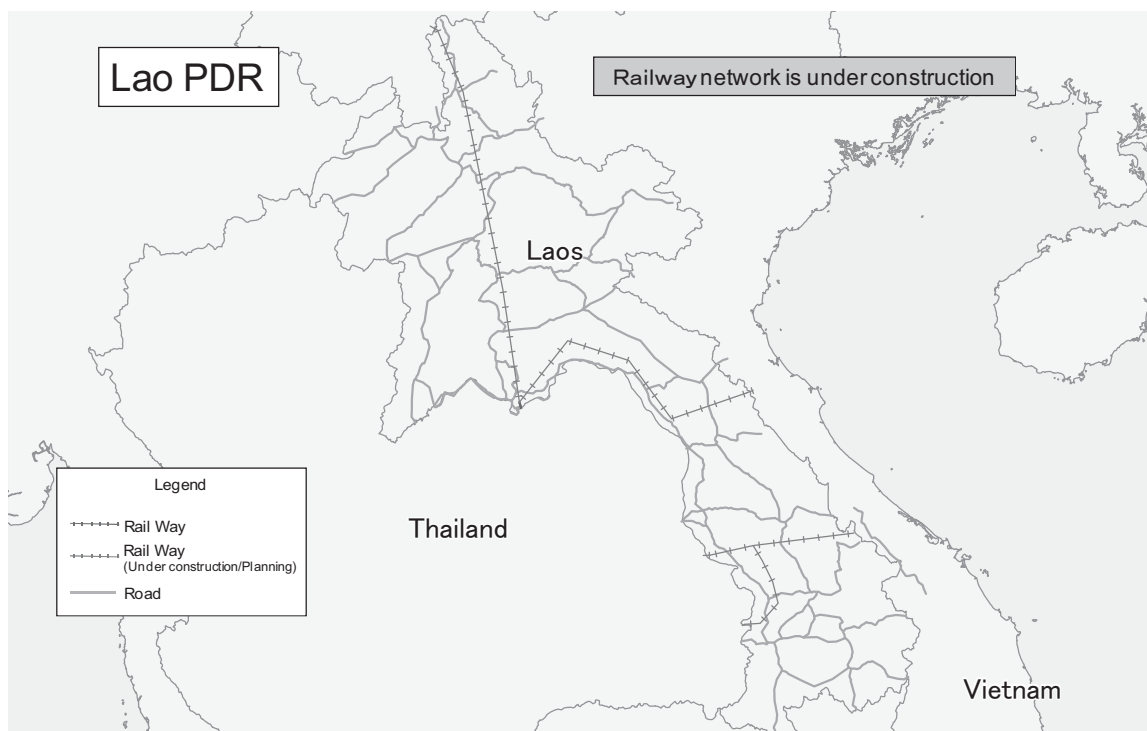 Lao PDR
Railway network is under construction
Laos
Thailand
Vietnam
Legend
Rail Way
Rail Way
(Under construction/Planning)
Road